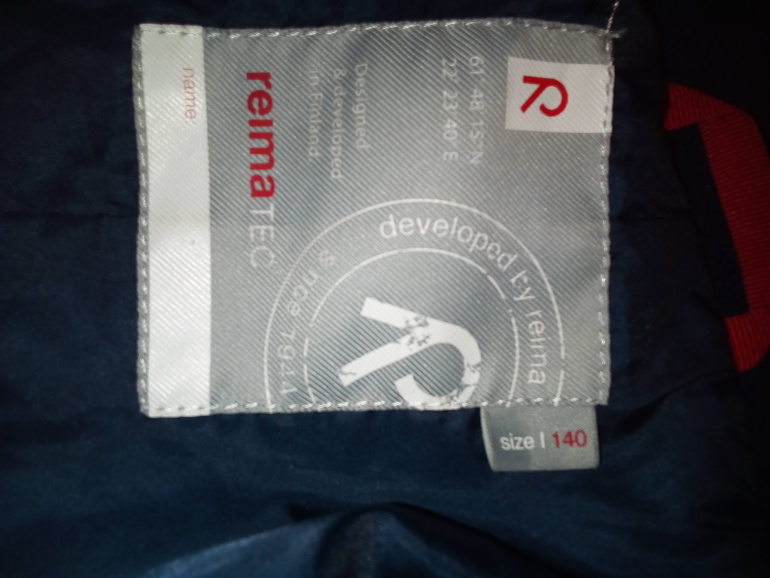 61 48'15"N
22 23'40"E
Designed
& developed
in Finland.
reimaTEC
name:
developed by reima
Since 1944
size | 140